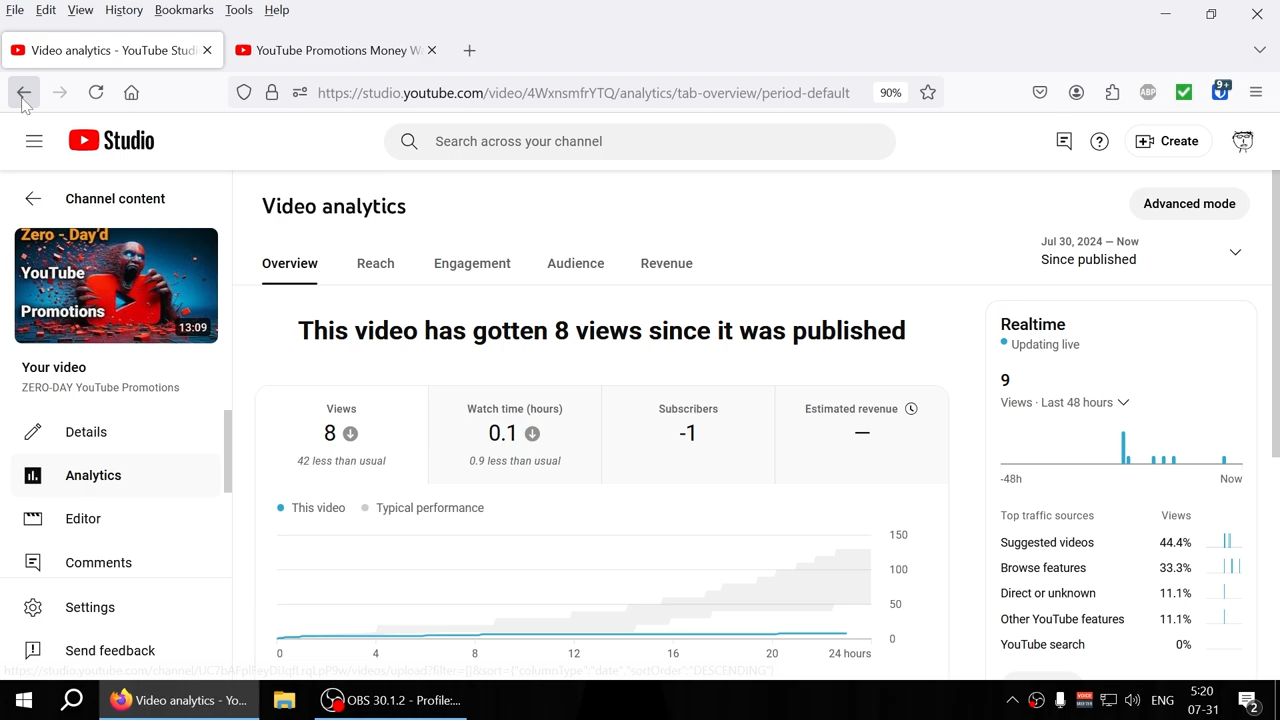 File Edit View History Bookmarks Tools Help
Video analytics - YouTube Studi
YouTube Promotions Money Wa
https://studio.youtube.com/video/4WxnsmfrYTQ/analytics/tab-overview/period-default
90%
ABP
9+
Studio
Search across your channel
Create
Channel content
Zero - Day'd
YouTube
Promotions
13:09
Your video
ZERO-DAY YouTube Promotions
Details
Analytics
Editor
Comments
Settings
Send feedback
Video analytics
Advanced mode
Overview Reach Engagement Audience Revenue
Jul 30, 2024 — Now
Since published
This video has gotten 8 views since it was published
Views
8
42 less than usual
Watch time (hours)
0.1
0.9 less than usual
Subscribers
-1
Estimated revenue
—
This video Typical performance
150
100
50
0
0 4 8 12 16 20 24 hours
Realtime
Updating live
9
Views · Last 48 hours
-48h Now
Top traffic sources Views
Suggested videos 44.4%
Browse features 33.3%
Direct or unknown 11.1%
Other YouTube features 11.1%
YouTube search 0%
Video analytics - Yo...
OBS 30.1.2 - Profile:...
ENG
5:20
07-31
2